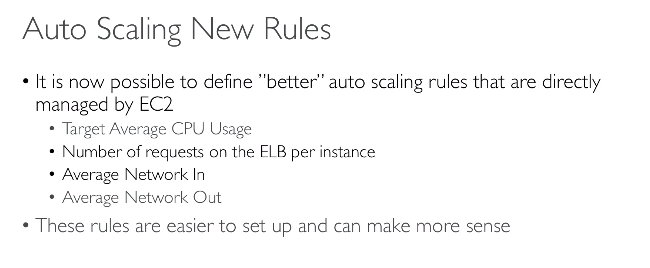 Auto Scaling New Rules
• It is now possible to define ”better” auto scaling rules that are directly
managed by EC2
• Target Average CPU Usage
• Number of requests on the ELB per instance
• Average Network In
• Average Network Out
• These rules are easier to set up and can make more sense